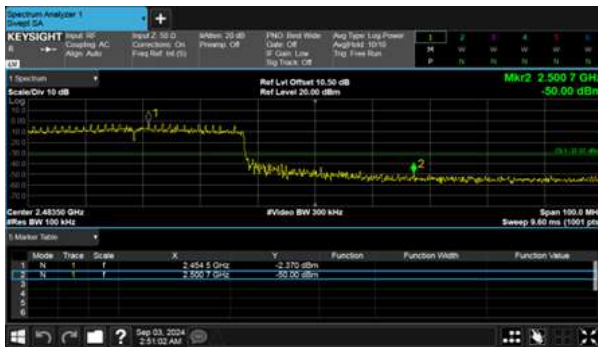 Spectrum Analyzer 1
Swept SA
+
KEYSIGHT Input: RF Input Z: 50 Ω #Atten: 20 dB PNO: Best Wide Avg Type: Log-Power 1 2 3 4 5 6
R Coupling: AC Corrections: On Preamp: Off Gate: Off Avg|Hold: 10/10 M W W W W W
Align: Auto Freq Ref: Int (S) IF Gain: Low Trig: Free Run P N N N N N
Sig Track: Off
1 Spectrum Ref Lvl Offset 10.50 dB Mkr2 2.500 7 GHz
Scale/Div 10 dB Ref Level 20.00 dBm -50.00 dBm
Log
1
2
Center 2.48350 GHz #Video BW 300 kHz Span 100.0 MHz
#Res BW 100 kHz Sweep 9.60 ms (1001 pts)
5 Marker Table
Mode Trace Scale X Y Function Function Width Function Value
1 N 1 f 2.454 5 GHz -2.370 dBm
2 N 1 f 2.500 7 GHz -50.00 dBm
3
4
5
6
? Sep 03, 2024
2:51:02 AM